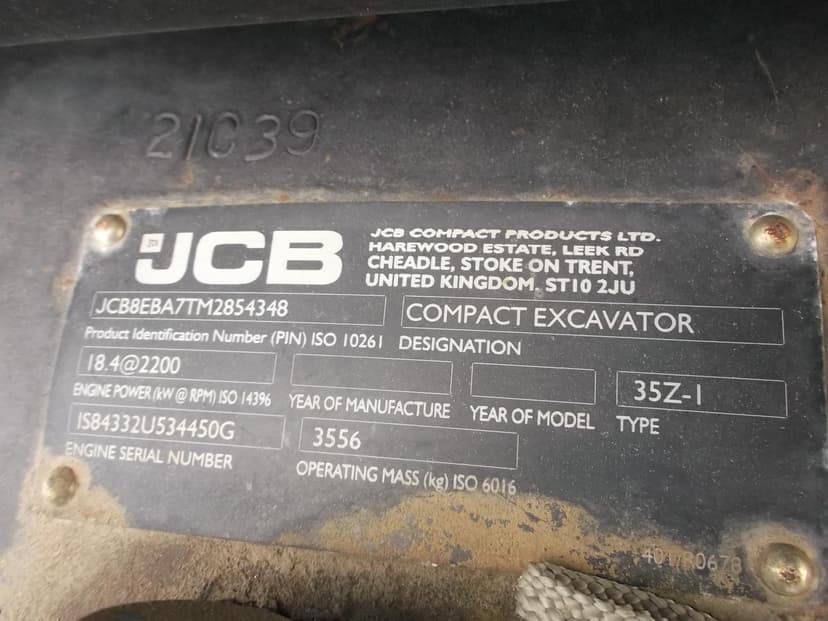 21C39
JCB
JCB COMPACT PRODUCTS LTD.
HAREWOOD ESTATE, LEEK RD
CHEADLE, STOKE ON TRENT,
UNITED KINGDOM. ST10 2JU
JCB8EBA7TM2854348
COMPACT EXCAVATOR
Product Identification Number (PIN) ISO 10261
DESIGNATION
18.4@2200
35Z-1
ENGINE POWER (kW @ RPM) ISO 14396
YEAR OF MANUFACTURE
YEAR OF MODEL
TYPE
IS84332U534450G
3556
ENGINE SERIAL NUMBER
OPERATING MASS (kg) ISO 6016